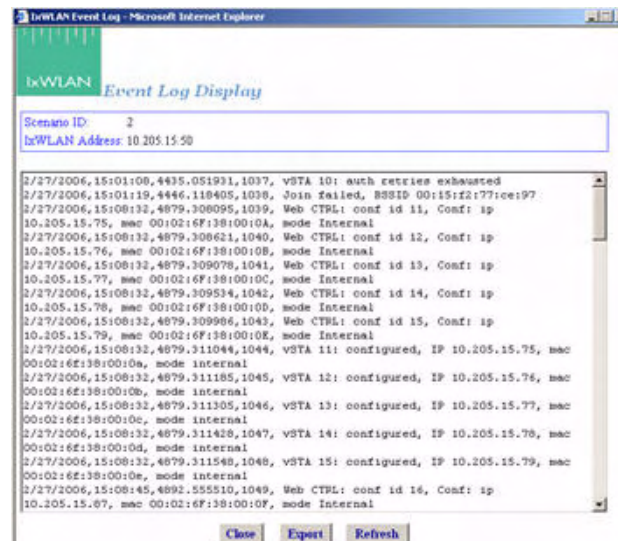 IxWLAN Event Log - Microsoft Internet Explorer
IxWLAN
Event Log Display
Scenario ID: 2
IxWLAN Address: 10.205.15.50
2/27/2006,15:01:08,4435.051931,1037, vSTA 10: auth retries exhausted
2/27/2006,15:01:19,4446.118405,1038, Join failed, BSSID 00:15:f2:77:ce:97
2/27/2006,15:08:32,4879.308095,1039, Web CTRL: conf id 11, Conf: ip
10.205.15.75, mac 00:02:6F:38:00:0A, mode Internal
2/27/2006,15:08:32,4879.308621,1040, Web CTRL: conf id 12, Conf: ip
10.205.15.76, mac 00:02:6F:38:00:0B, mode Internal
2/27/2006,15:08:32,4879.309078,1041, Web CTRL: conf id 13, Conf: ip
10.205.15.77, mac 00:02:6F:38:00:0C, mode Internal
2/27/2006,15:08:32,4879.309534,1042, Web CTRL: conf id 14, Conf: ip
10.205.15.78, mac 00:02:6F:38:00:0D, mode Internal
2/27/2006,15:08:32,4879.309986,1043, Web CTRL: conf id 15, Conf: ip
10.205.15.79, mac 00:02:6F:38:00:0E, mode Internal
2/27/2006,15:08:32,4879.311044,1044, vSTA 11: configured, IP 10.205.15.75, mac
00:02:6f:38:00:0a, mode internal
2/27/2006,15:08:32,4879.311185,1045, vSTA 12: configured, IP 10.205.15.76, mac
00:02:6f:38:00:0b, mode internal
2/27/2006,15:08:32,4879.311305,1046, vSTA 13: configured, IP 10.205.15.77, mac
00:02:6f:38:00:0c, mode internal
2/27/2006,15:08:32,4879.311428,1047, vSTA 14: configured, IP 10.205.15.78, mac
00:02:6f:38:00:0d, mode internal
2/27/2006,15:08:32,4879.311548,1048, vSTA 15: configured, IP 10.205.15.79, mac
00:02:6f:38:00:0e, mode internal
2/27/2006,15:08:45,4892.555510,1049, Web CTRL: conf id 16, Conf: ip
10.205.15.87, mac 00:02:6F:38:00:0F, mode Internal
Close Export Refresh